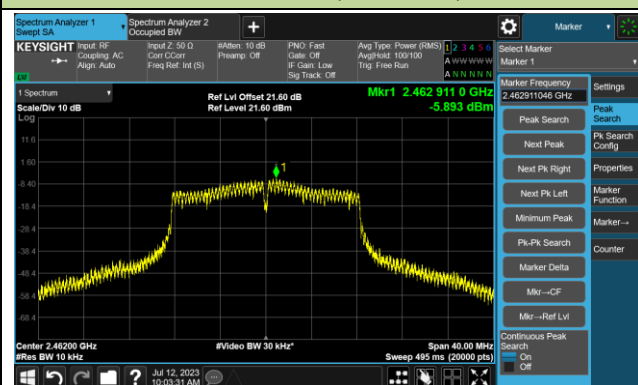 Spectrum Analyzer 1
Swept SA
Spectrum Analyzer 2
Occupied BW
+
Marker
KEYSIGHT
Input: RF
Coupling: AC
Align: Auto
Input Z: 50 Ω
Corr CCorr
Freq Ref: Int (S)
#Atten: 10 dB
Preamp: Off
PNO: Fast
Gate: Off
IF Gain: Low
Sig Track: Off
Avg Type: Power (RMS)
Avg|Hold: 100/100
Trig: Free Run
1 2 3 4 5 6
A W W W W W
A N N N N N
Select Marker
Marker 1
1 Spectrum
Scale/Div 10 dB
Log
Ref Lvl Offset 21.60 dB
Ref Level 21.60 dBm
Mkr1 2.462 911 0 GHz
-5.893 dBm
11.6
1.60
-8.40
-18.4
-28.4
-38.4
-48.4
-58.4
-68.4
1
Center 2.46200 GHz
#Res BW 10 kHz
#Video BW 30 kHz*
Span 40.00 MHz
Sweep 495 ms (20000 pts)
Marker Frequency
2.462911046 GHz
Peak Search
Next Peak
Next Pk Right
Next Pk Left
Minimum Peak
Pk-Pk Search
Marker Delta
Mkr→CF
Mkr→Ref Lvl
Continuous Peak
Search
On
Off
Settings
Peak
Search
Pk Search
Config
Properties
Marker
Function
Marker→
Counter
Jul 12, 2023
10:03:31 AM